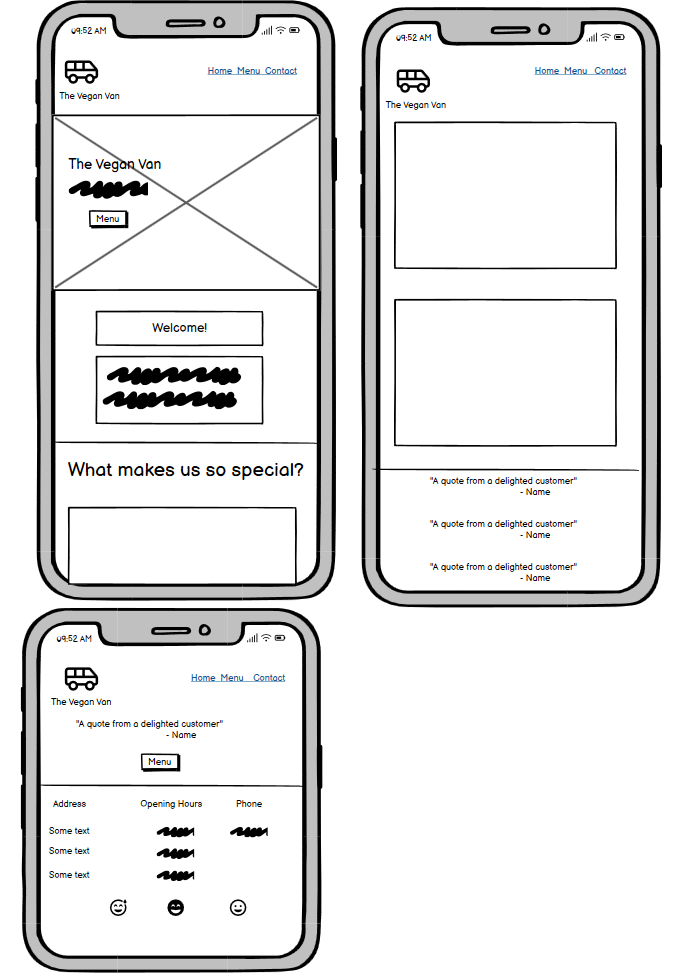 09:52 AM
Home Menu Contact
The Vegan Van
The Vegan Van
Menu
Welcome!
What makes us so special?
09:52 AM
Home Menu Contact
The Vegan Van
"A quote from a delighted customer"
- Name
"A quote from a delighted customer"
- Name
"A quote from a delighted customer"
- Name
09:52 AM
Home Menu Contact
The Vegan Van
"A quote from a delighted customer"
- Name
Menu
Address Opening Hours Phone
Some text
Some text
Some text